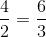 4/2 = 6/3